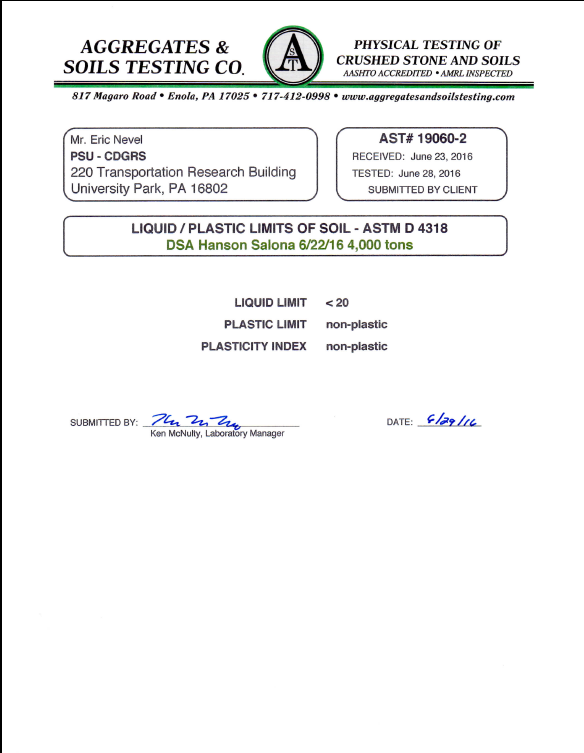 AGGREGATES &
SOILS TESTING CO.
AST
PHYSICAL TESTING OF
CRUSHED STONE AND SOILS
AASHTO ACCREDITED • AMRL INSPECTED
817 Magaro Road • Enola, PA 17025 • 717-412-0998 • www.aggregatesandsoilstesting.com
Mr. Eric Nevel
PSU - CDGRS
220 Transportation Research Building
University Park, PA 16802
AST# 19060-2
RECEIVED: June 23, 2016
TESTED: June 28, 2016
SUBMITTED BY CLIENT
LIQUID / PLASTIC LIMITS OF SOIL - ASTM D 4318
DSA Hanson Salona 6/22/16 4,000 tons
LIQUID LIMIT < 20
PLASTIC LIMIT non-plastic
PLASTICITY INDEX non-plastic
SUBMITTED BY:
Ken McNulty, Laboratory Manager
DATE: 6/29/16